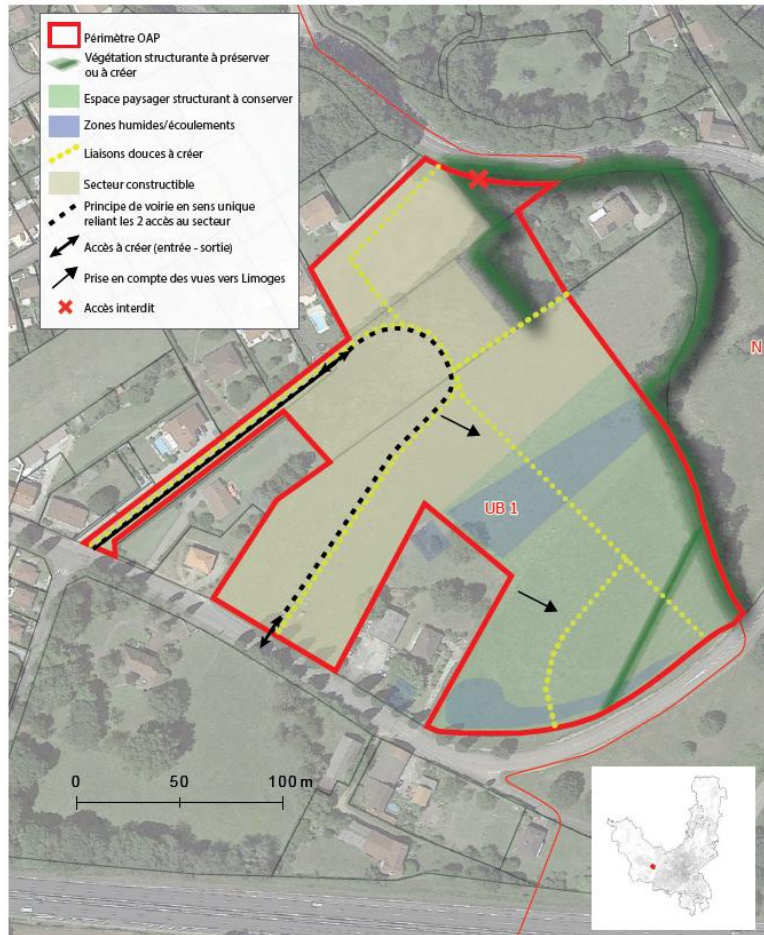 Périmètre OAP
Végétation structurante à préserver
ou à créer
Espace paysager structurant à conserver
Zones humides/écoulements
Liaisons douces à créer
Secteur constructible
Principe de voirie en sens unique
reliant les 2 accès au secteur
Accès à créer (entrée - sortie)
Prise en compte des vues vers Limoges
Accès interdit
N
UB 1
0 50 100 m